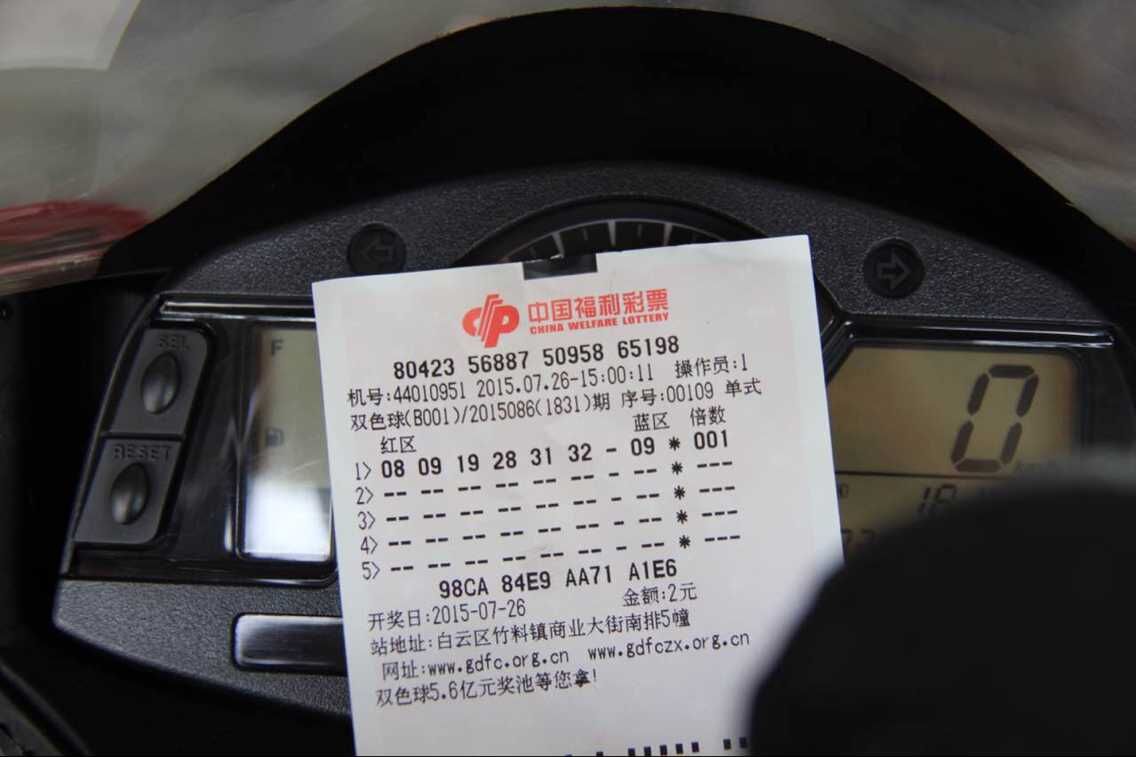 中国福利彩票
CHINA WELFARE LOTTERY
80423 56887 50958 65198
机号:44010951 2015.07.26-15:00:11 操作员:1
双色球(B001)/2015086(1831)期 序号:00109 单式
红区 蓝区 倍数
1> 08 09 19 28 31 32 - 09 * 001
2> -- -- -- -- -- -- - -- * ---
3> -- -- -- -- -- -- - -- * ---
4> -- -- -- -- -- -- - -- * ---
5> -- -- -- -- -- -- - -- * ---
98CA 84E9 AA71 A1E6
开奖日:2015-07-26 金额:2元
站地址:白云区竹料镇商业大街南排5幢
网址:www.gdfc.org.cn www.gdfczx.org.cn
双色球5.6亿元奖池等您拿!
SEL
RESET
F
0